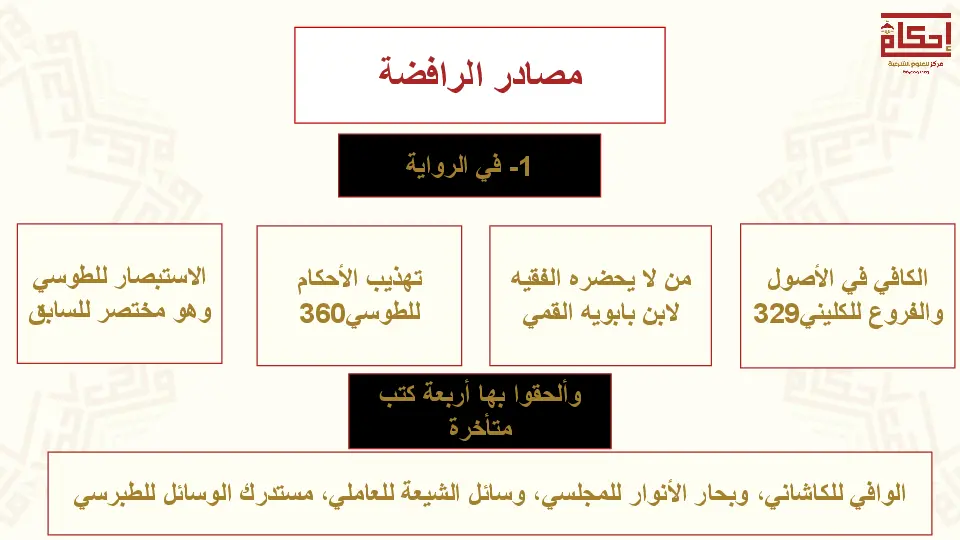 إحكام
مركز للعلوم الشرعية
مصادر الرافضة
1- في الرواية
الكافي في الأصول
والفروع للكليني329
من لا يحضره الفقيه
لابن بابويه القمي
تهذيب الأحكام
للطوسي360
الاستبصار للطوسي
وهو مختصر للسابق
وألحقوا بها أربعة كتب
متأخرة
الوافي للكاشاني، وبحار الأنوار للمجلسي، وسائل الشيعة للعاملي، مستدرك الوسائل للطبرسي